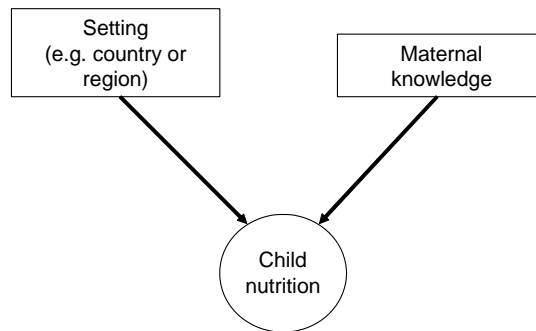 Setting
(e.g. country or
region)
Maternal
knowledge
Child
nutrition